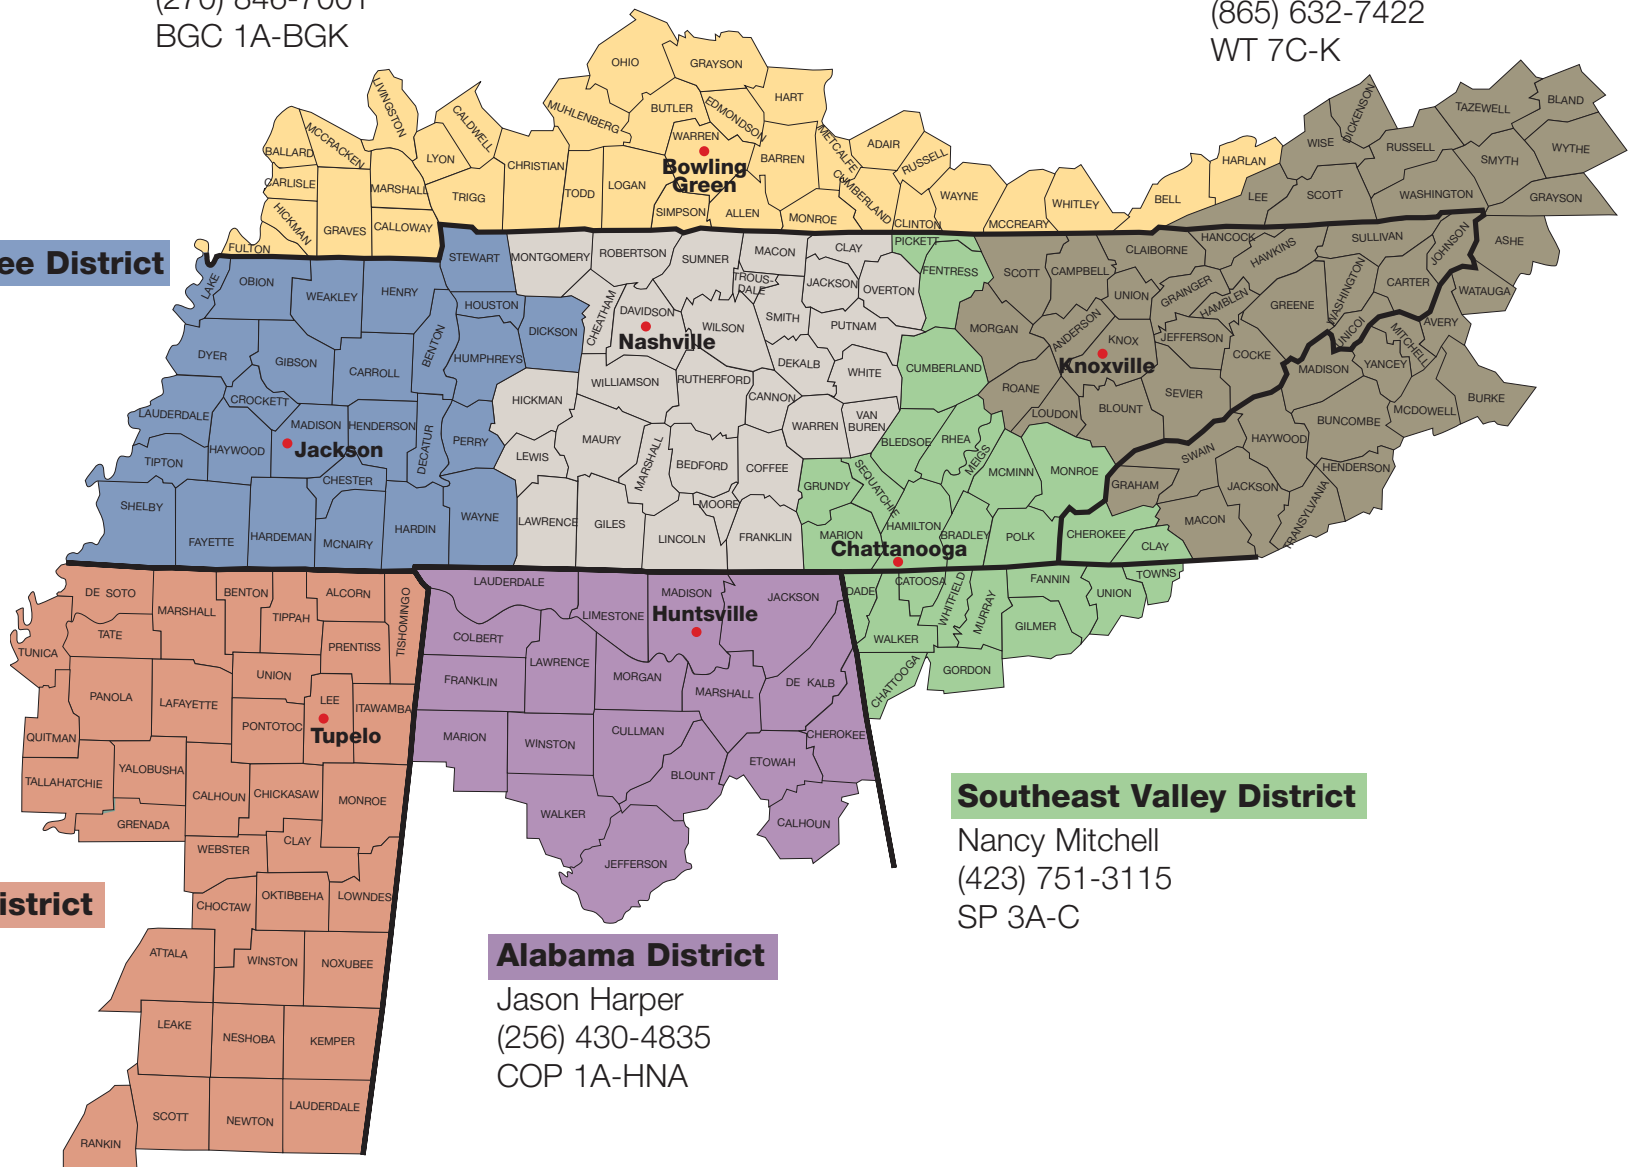 (270) 846-7001
BGC 1A-BGK
(865) 632-7422
WT 7C-K
OHIO
GRAYSON
HART
LIVINGSTON
CALDWELL
MUHLENBERG
BUTLER
EDMONDSON
WARREN
BALLARD
MCCRACKEN
LYON
CHRISTIAN
BARREN
METCALFE
ADAIR
RUSSELL
CARLISLE
MARSHALL
TRIGG
TODD
LOGAN
Bowling
Green
SIMPSON
ALLEN
MONROE
CUMBERLAND
CLINTON
WAYNE
MCCREARY
WHITLEY
BELL
HARLAN
HICKMAN
GRAVES
CALLOWAY
FULTON
WISE
DICKENSON
TAZEWELL
BLAND
RUSSELL
SMYTH
WYTHE
LEE
SCOTT
WASHINGTON
GRAYSON
ee District
LAKE
OBION
WEAKLEY
HENRY
STEWART
HOUSTON
DICKSON
BENTON
HUMPHREYS
DYER
GIBSON
CARROLL
CROCKETT
LAUDERDALE
MADISON
HENDERSON
HAYWOOD
Jackson
DECATUR
PERRY
TIPTON
CHESTER
SHELBY
FAYETTE
HARDEMAN
MCNAIRY
HARDIN
WAYNE
MONTGOMERY
ROBERTSON
SUMNER
MACON
CLAY
TROUS-
DALE
JACKSON
OVERTON
CHEATHAM
DAVIDSON
Nashville
WILSON
SMITH
PUTNAM
DEKALB
WHITE
WILLIAMSON
RUTHERFORD
CANNON
HICKMAN
MAURY
WARREN
VAN
BUREN
LEWIS
MARSHALL
BEDFORD
COFFEE
MOORE
LAWRENCE
GILES
LINCOLN
FRANKLIN
PICKETT
FENTRESS
CUMBERLAND
BLEDSOE
RHEA
MEIGS
MCMINN
MONROE
GRUNDY
SEQUATCHIE
HAMILTON
MARION
BRADLEY
POLK
CHEROKEE
CLAY
Chattanooga
DADE
CATOOSA
WHITFIELD
MURRAY
FANNIN
UNION
TOWNS
WALKER
GILMER
CHATTOOGA
GORDON
SCOTT
CAMPBELL
CLAIBORNE
HANCOCK
HAWKINS
SULLIVAN
JOHNSON
ASHE
MORGAN
ANDERSON
UNION
GRAINGER
HAMBLEN
GREENE
WASHINGTON
CARTER
WATAUGA
KNOX
Knoxville
JEFFERSON
COCKE
UNICOI
MITCHELL
AVERY
ROANE
LOUDON
BLOUNT
SEVIER
MADISON
YANCEY
BUNCOMBE
MCDOWELL
BURKE
SWAIN
HAYWOOD
HENDERSON
GRAHAM
JACKSON
TRANSYLVANIA
MACON
DE SOTO
MARSHALL
BENTON
ALCORN
TIPPAH
TISHOMINGO
TATE
PRENTISS
TUNICA
UNION
PANOLA
LAFAYETTE
LEE
ITAWAMBA
PONTOTOC
Tupelo
QUITMAN
TALLAHATCHIE
YALOBUSHA
CALHOUN
CHICKASAW
MONROE
GRENADA
WEBSTER
CLAY
CHOCTAW
OKTIBBEHA
LOWNDES
ATTALA
WINSTON
NOXUBEE
LEAKE
NESHOBA
KEMPER
SCOTT
NEWTON
LAUDERDALE
RANKIN
istrict
LAUDERDALE
LIMESTONE
MADISON
Huntsville
JACKSON
COLBERT
LAWRENCE
FRANKLIN
MORGAN
MARSHALL
DE KALB
MARION
WINSTON
CULLMAN
CHEROKEE
BLOUNT
ETOWAH
WALKER
CALHOUN
JEFFERSON
Southeast Valley District
Nancy Mitchell
(423) 751-3115
SP 3A-C
Alabama District
Jason Harper
(256) 430-4835
COP 1A-HNA